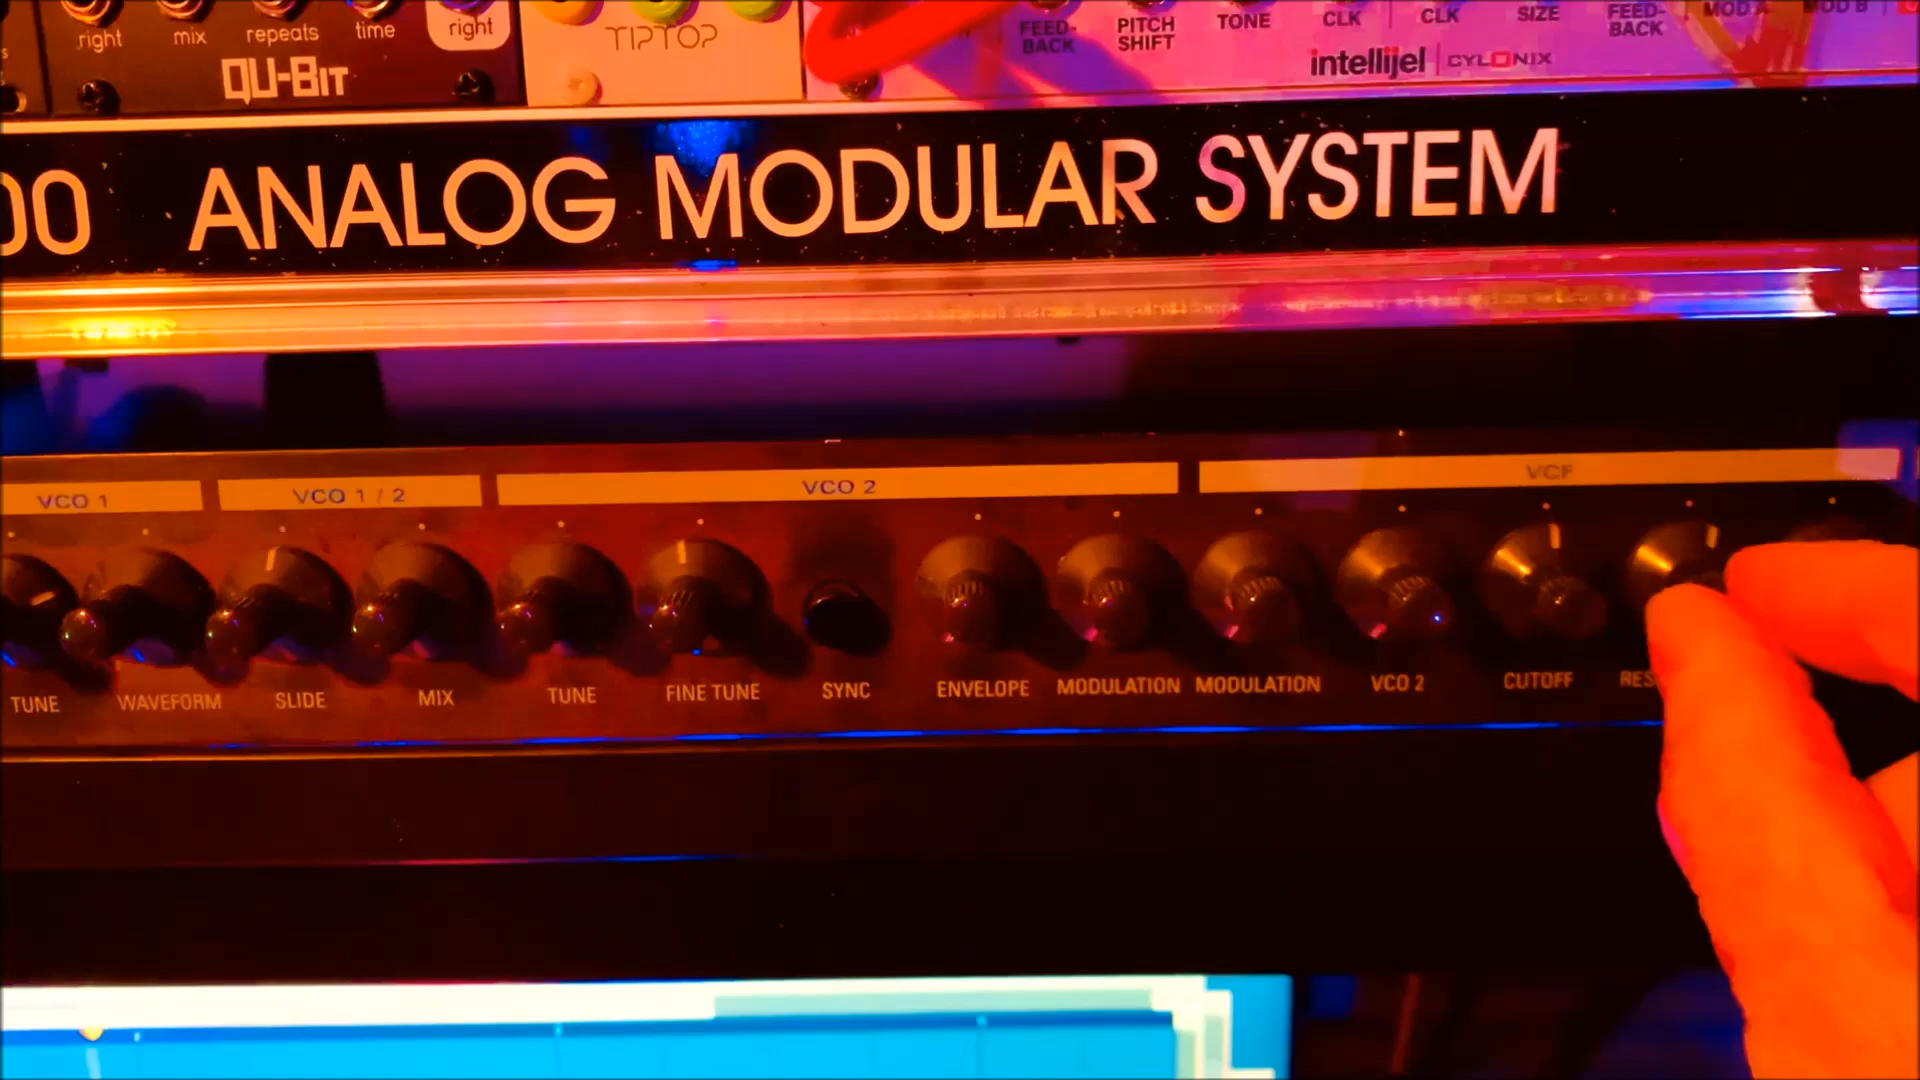 right mix repeats time right
QU-BIT
TIPTOP
FEED-BACK PITCH SHIFT TONE CLK CLK SIZE FEED-BACK MOD A MOD B
intellijel CYLONIX
00 ANALOG MODULAR SYSTEM
VCO 1 VCO 1 / 2 VCO 2 VCF
TUNE WAVEFORM SLIDE MIX TUNE FINE TUNE SYNC ENVELOPE MODULATION MODULATION VCO 2 CUTOFF RES